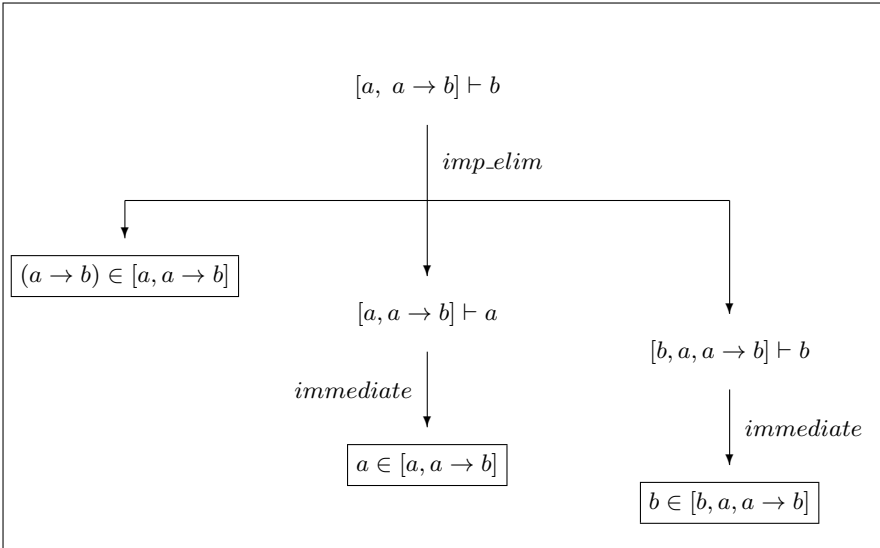 [a, a → b] ⊢ b
imp_elim
(a → b) ∈ [a, a → b]
[a, a → b] ⊢ a
[b, a, a → b] ⊢ b
immediate
immediate
a ∈ [a, a → b]
b ∈ [b, a, a → b]